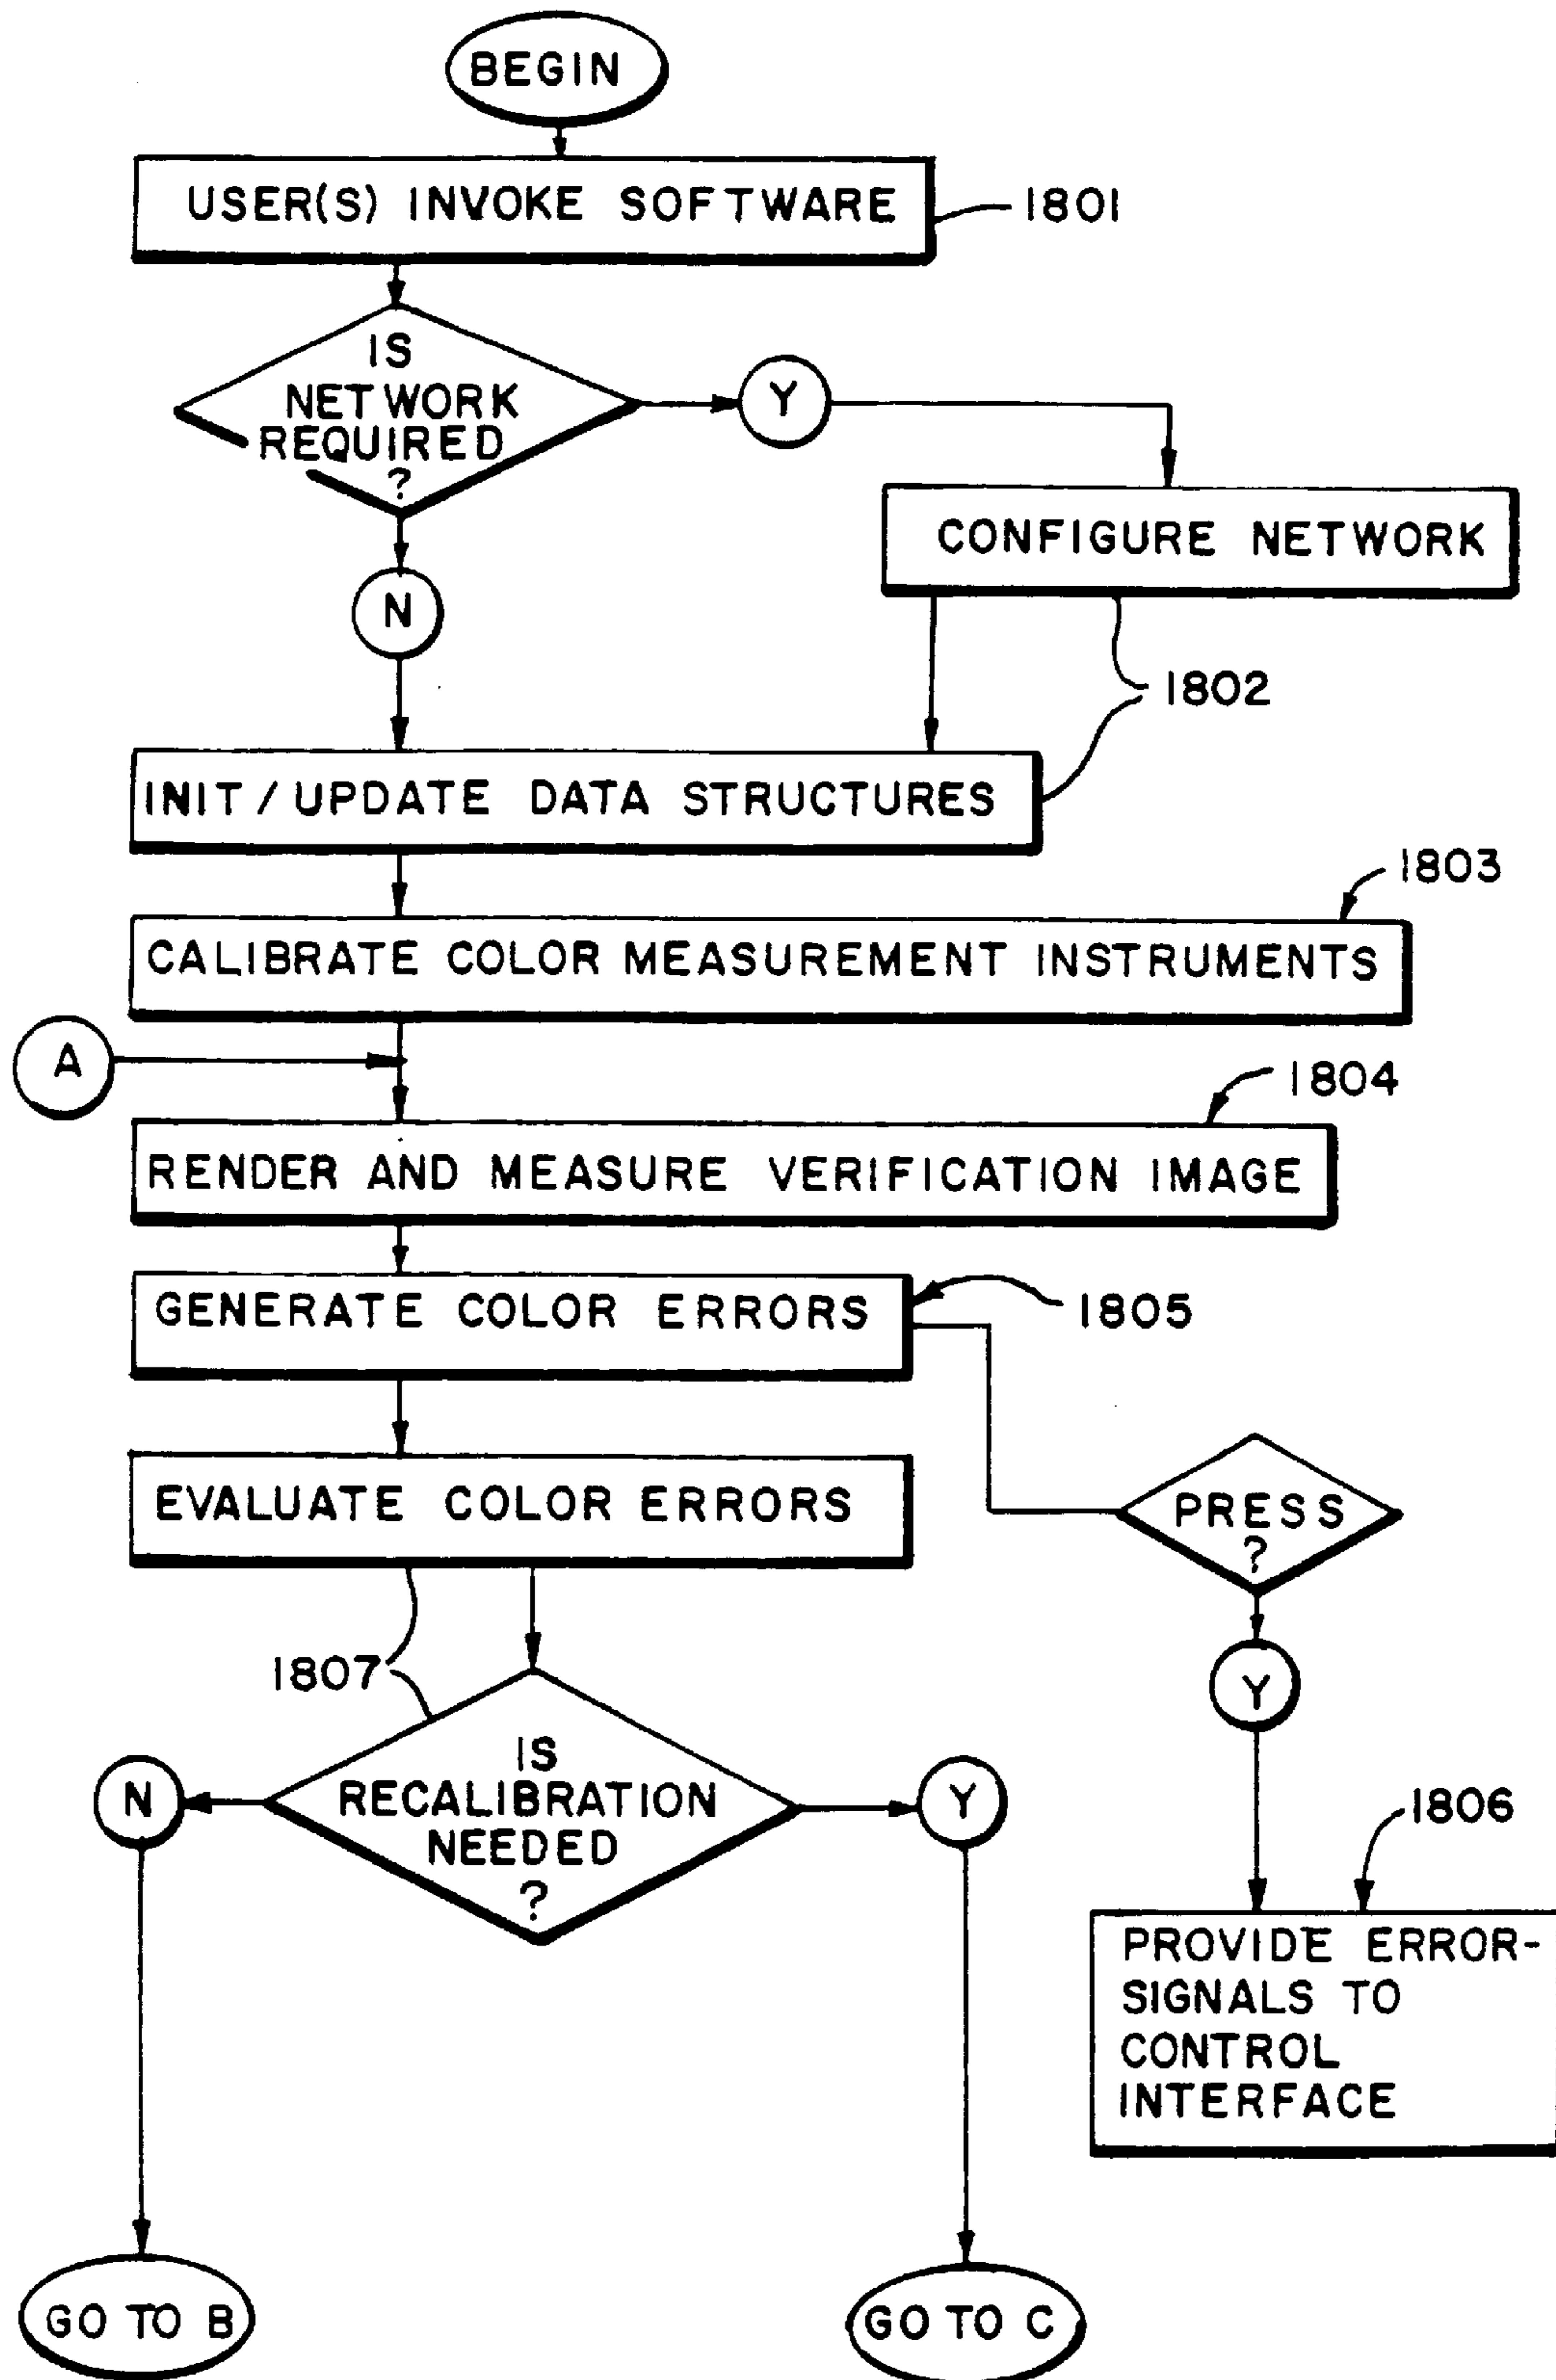 BEGIN
USER(S) INVOKE SOFTWARE
1801
IS
NETWORK
REQUIRED
?
Y
CONFIGURE NETWORK
N
1802
INIT/UPDATE DATA STRUCTURES
1803
CALIBRATE COLOR MEASUREMENT INSTRUMENTS
A
1804
RENDER AND MEASURE VERIFICATION IMAGE
GENERATE COLOR ERRORS
1805
EVALUATE COLOR ERRORS
PRESS
?
1807
Y
IS
RECALIBRATION
NEEDED
?
N
Y
1806
PROVIDE ERROR-
SIGNALS TO
CONTROL
INTERFACE
GO TO B
GO TO C